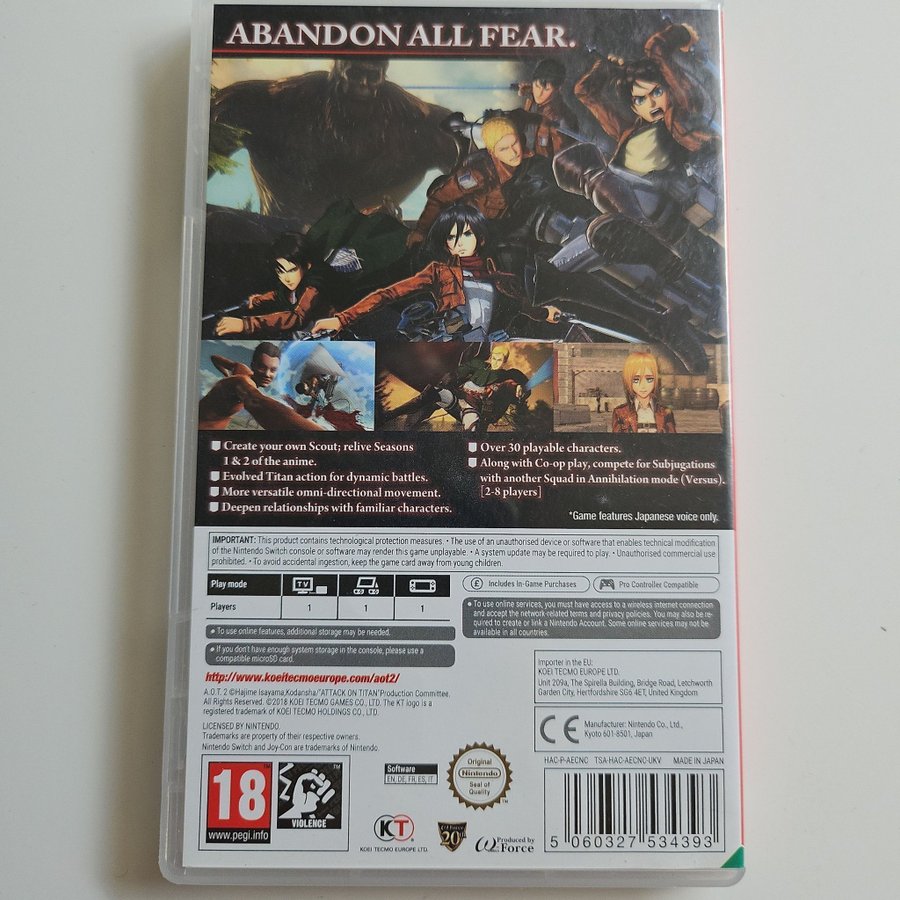 ABANDON ALL FEAR.
Create your own Scout; relive Seasons
1 & 2 of the anime.
Evolved Titan action for dynamic battles.
More versatile omni-directional movement.
Deepen relationships with familiar characters.
Over 30 playable characters.
Along with Co-op play, compete for Subjugations
with another Squad in Annihilation mode (Versus).
[2-8 players]
*Game features Japanese voice only.
IMPORTANT: This product contains technological protection measures. • The use of an unauthorised device or software that enables technical modification
of the Nintendo Switch console or software may render this game unplayable. • A system update may be required to play. • Unauthorised commercial use
prohibited. • To avoid accidental ingestion, keep the game card away from young children.
Play mode TV
Players 1 1 1
• To use online features, additional storage may be needed.
• If you don't have enough system storage in the console, please use a
compatible microSD card.
£ Includes In-Game Purchases
Pro Controller Compatible
• To use online services, you must have access to a wireless internet connection
and accept the network-related terms and privacy policies. You may also be re-
quired to create or link a Nintendo Account. Some online services may not be
available in all countries.
http://www.koeitecmoeurope.com/aot2/
A.O.T. 2 ©Hajime Isayama,Kodansha/"ATTACK ON TITAN"Production Committee.
All Rights Reserved. ©2018 KOEI TECMO GAMES CO., LTD. The KT logo is a
registered trademark of KOEI TECMO HOLDINGS CO., LTD.
LICENSED BY NINTENDO.
Trademarks are property of their respective owners.
Nintendo Switch and Joy-Con are trademarks of Nintendo.
Importer in the EU:
KOEI TECMO EUROPE LTD.
Unit 209a, The Spirella Building, Bridge Road, Letchworth
Garden City, Hertfordshire SG6 4ET, United Kingdom
CE
Manufacturer: Nintendo Co., Ltd.,
Kyoto 601-8501, Japan
HAC-P-AECNC TSA-HAC-AECNC-UKV MADE IN JAPAN
18
www.pegi.info
VIOLENCE
Software
EN, DE, FR, ES, IT
Original
Nintendo
Seal of
Quality
TM
KT
KOEI TECMO EUROPE LTD.
20th
Produced by
ω Force
5 060327 534393